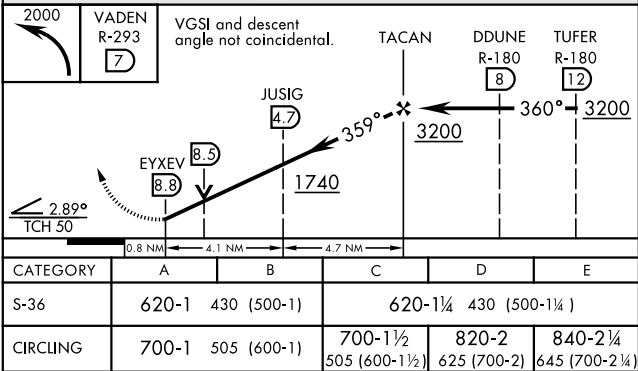 2000
VADEN
R-293
7
VGSI and descent
angle not coincidental.
TACAN
DDUNE
R-180
8
TUFER
R-180
12
JUSIG
4.7
359°
360°
3200
3200
EYXEV
8.8
8.5
1740
2.89°
TCH 50
0.8 NM
4.1 NM
4.7 NM
CATEGORY A B C D E
S-36 620-1 430 (500-1) 620-1¼ 430 (500-1¼)
CIRCLING 700-1 505 (600-1) 700-1½ 820-2 840-2¼
505 (600-1½) 625 (700-2) 645 (700-2¼)